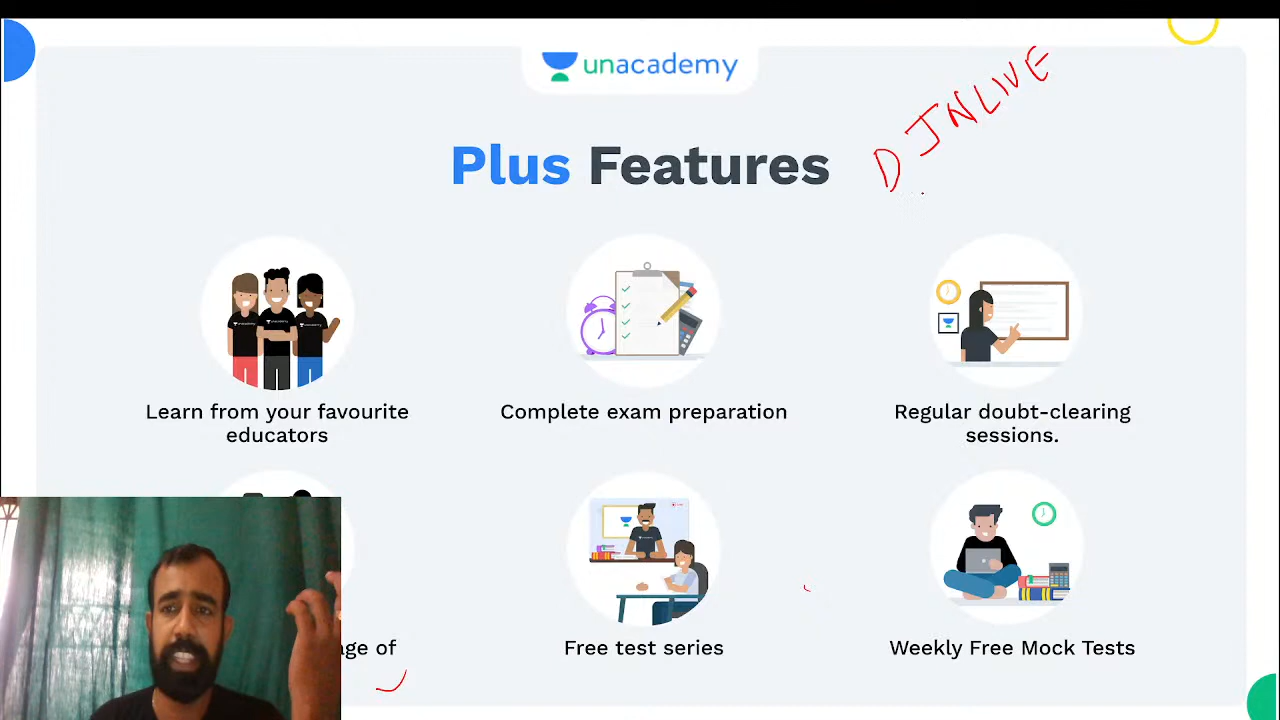 unacademy
DJNLIVE
Plus Features
Learn from your favourite
educators
Complete exam preparation
Regular doubt-clearing
sessions.
age of
Free test series
Weekly Free Mock Tests